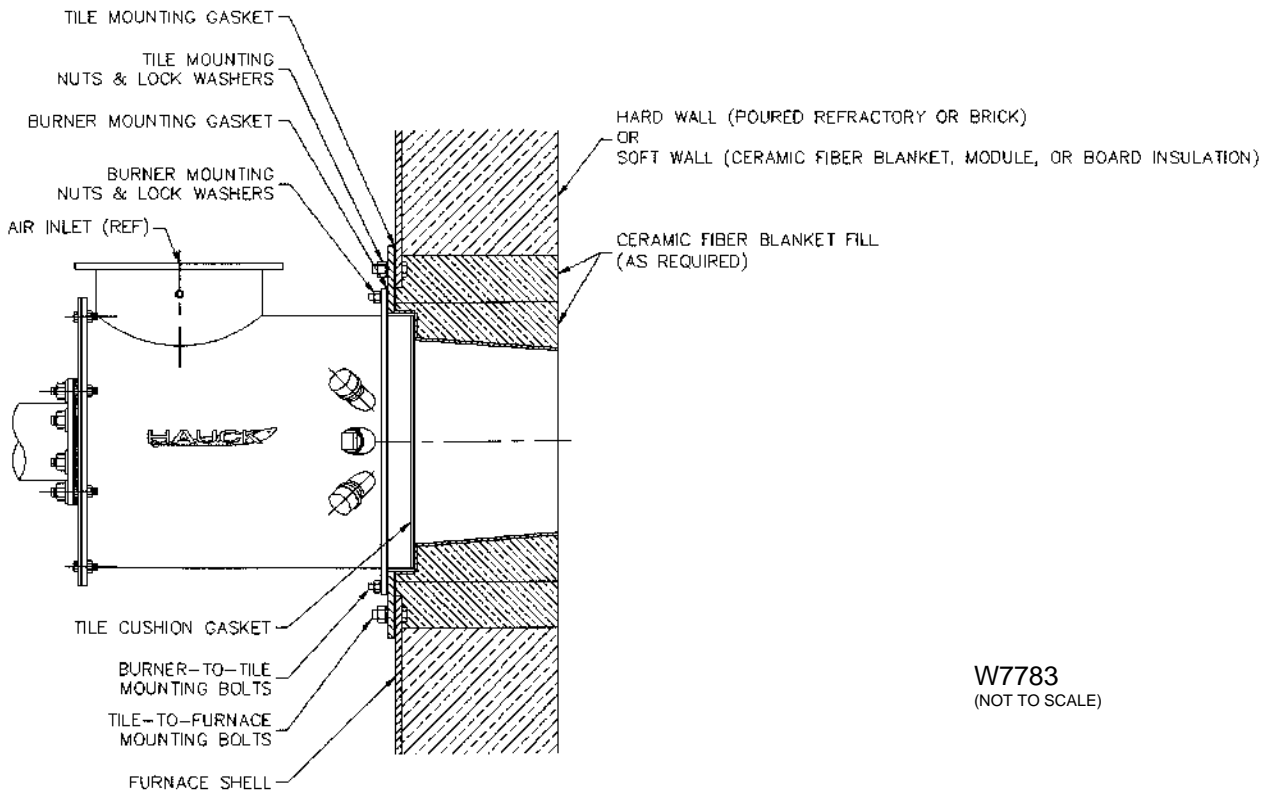 TILE MOUNTING GASKET
TILE MOUNTING
NUTS & LOCK WASHERS
BURNER MOUNTING GASKET
BURNER MOUNTING
NUTS & LOCK WASHERS
AIR INLET (REF)
HARD WALL (POURED REFRACTORY OR BRICK)
OR
SOFT WALL (CERAMIC FIBER BLANKET, MODULE, OR BOARD INSULATION)
CERAMIC FIBER BLANKET FILL
(AS REQUIRED)
HAUCK
TILE CUSHION GASKET
BURNER-TO-TILE
MOUNTING BOLTS
TILE-TO-FURNACE
MOUNTING BOLTS
FURNACE SHELL
W7783
(NOT TO SCALE)